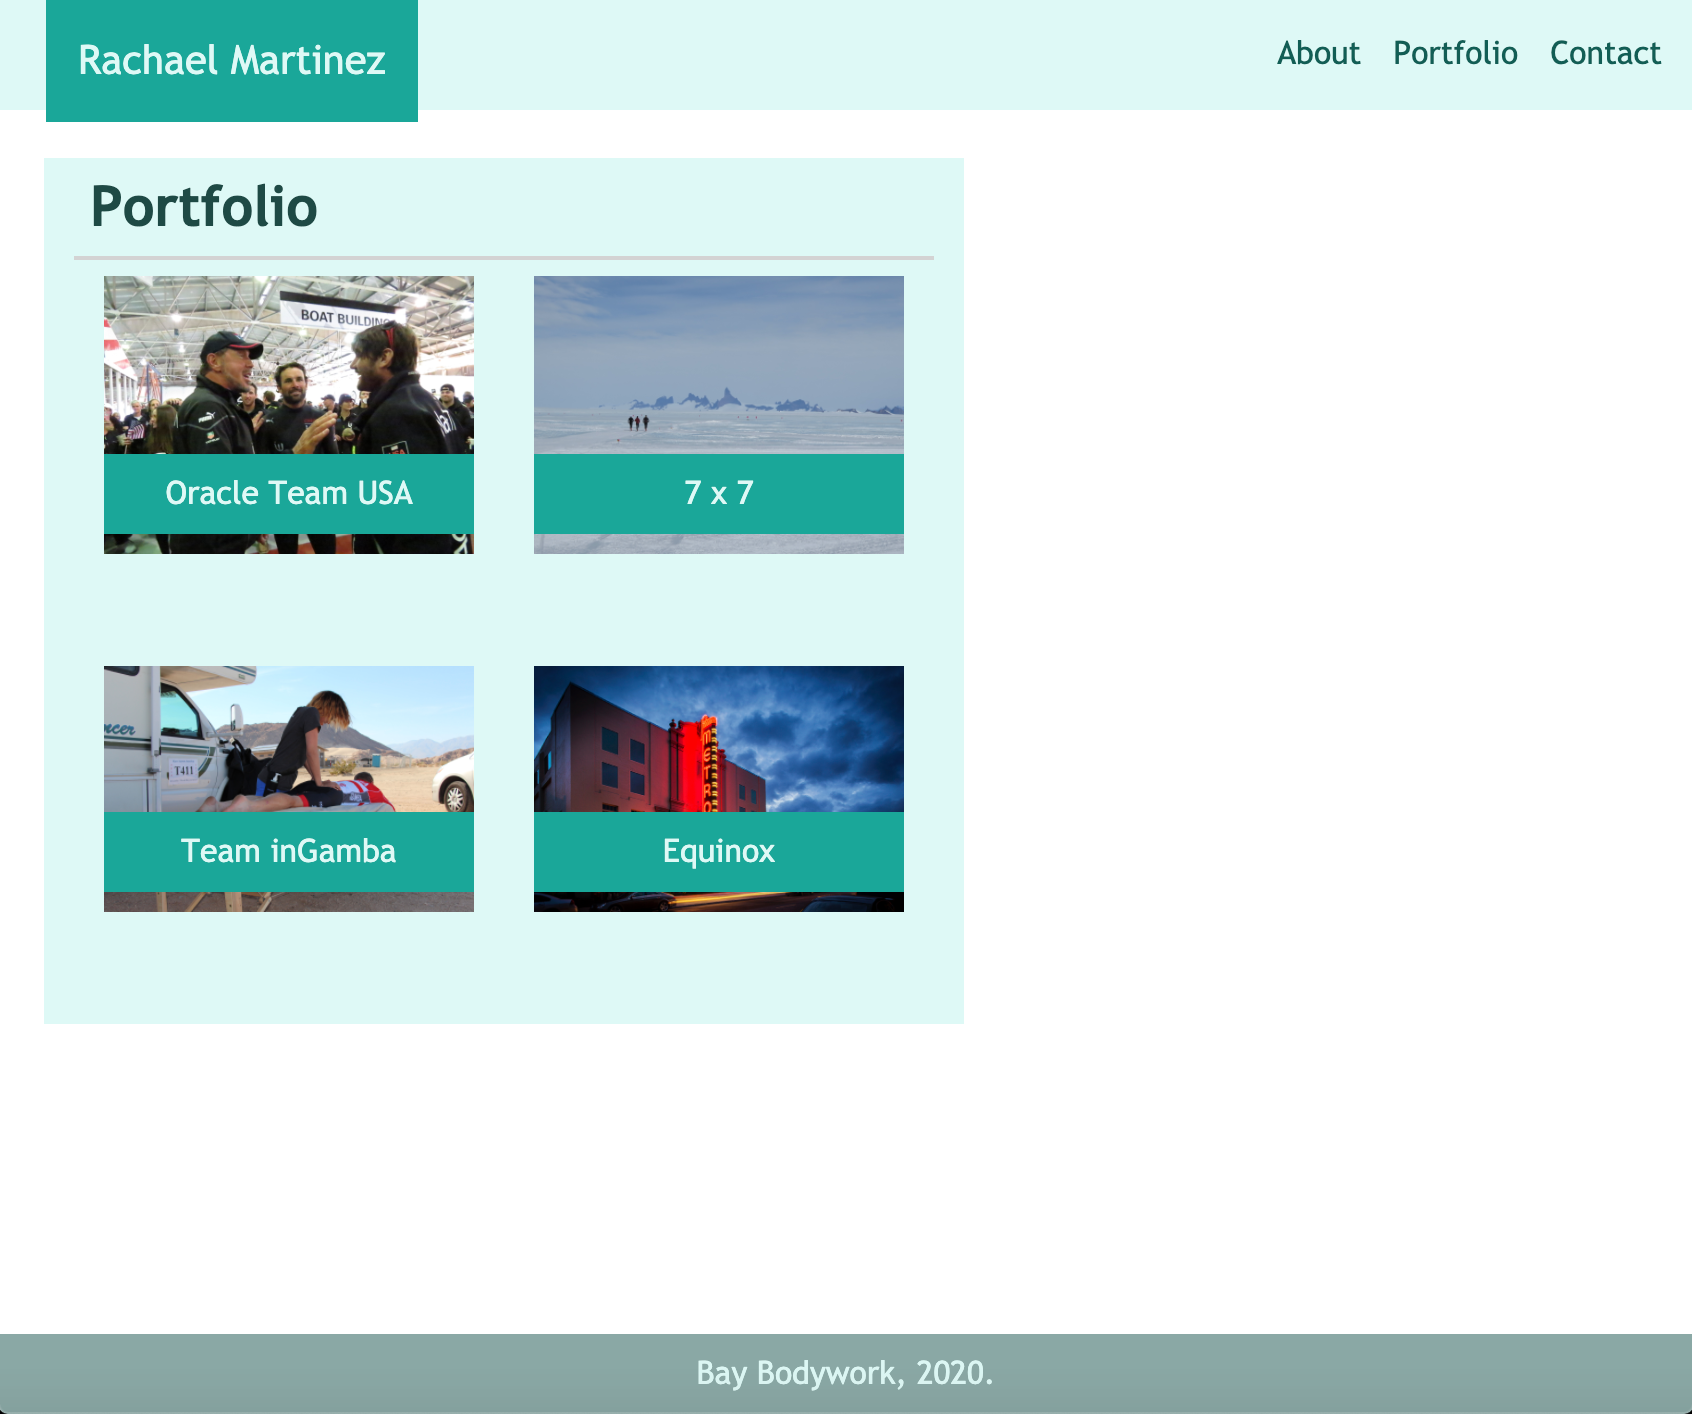 Rachael Martinez
About Portfolio Contact
Portfolio
BOAT BUILDING
Oracle Team USA
7 x 7
T411
Team inGamba
METRO
Equinox
Bay Bodywork, 2020.